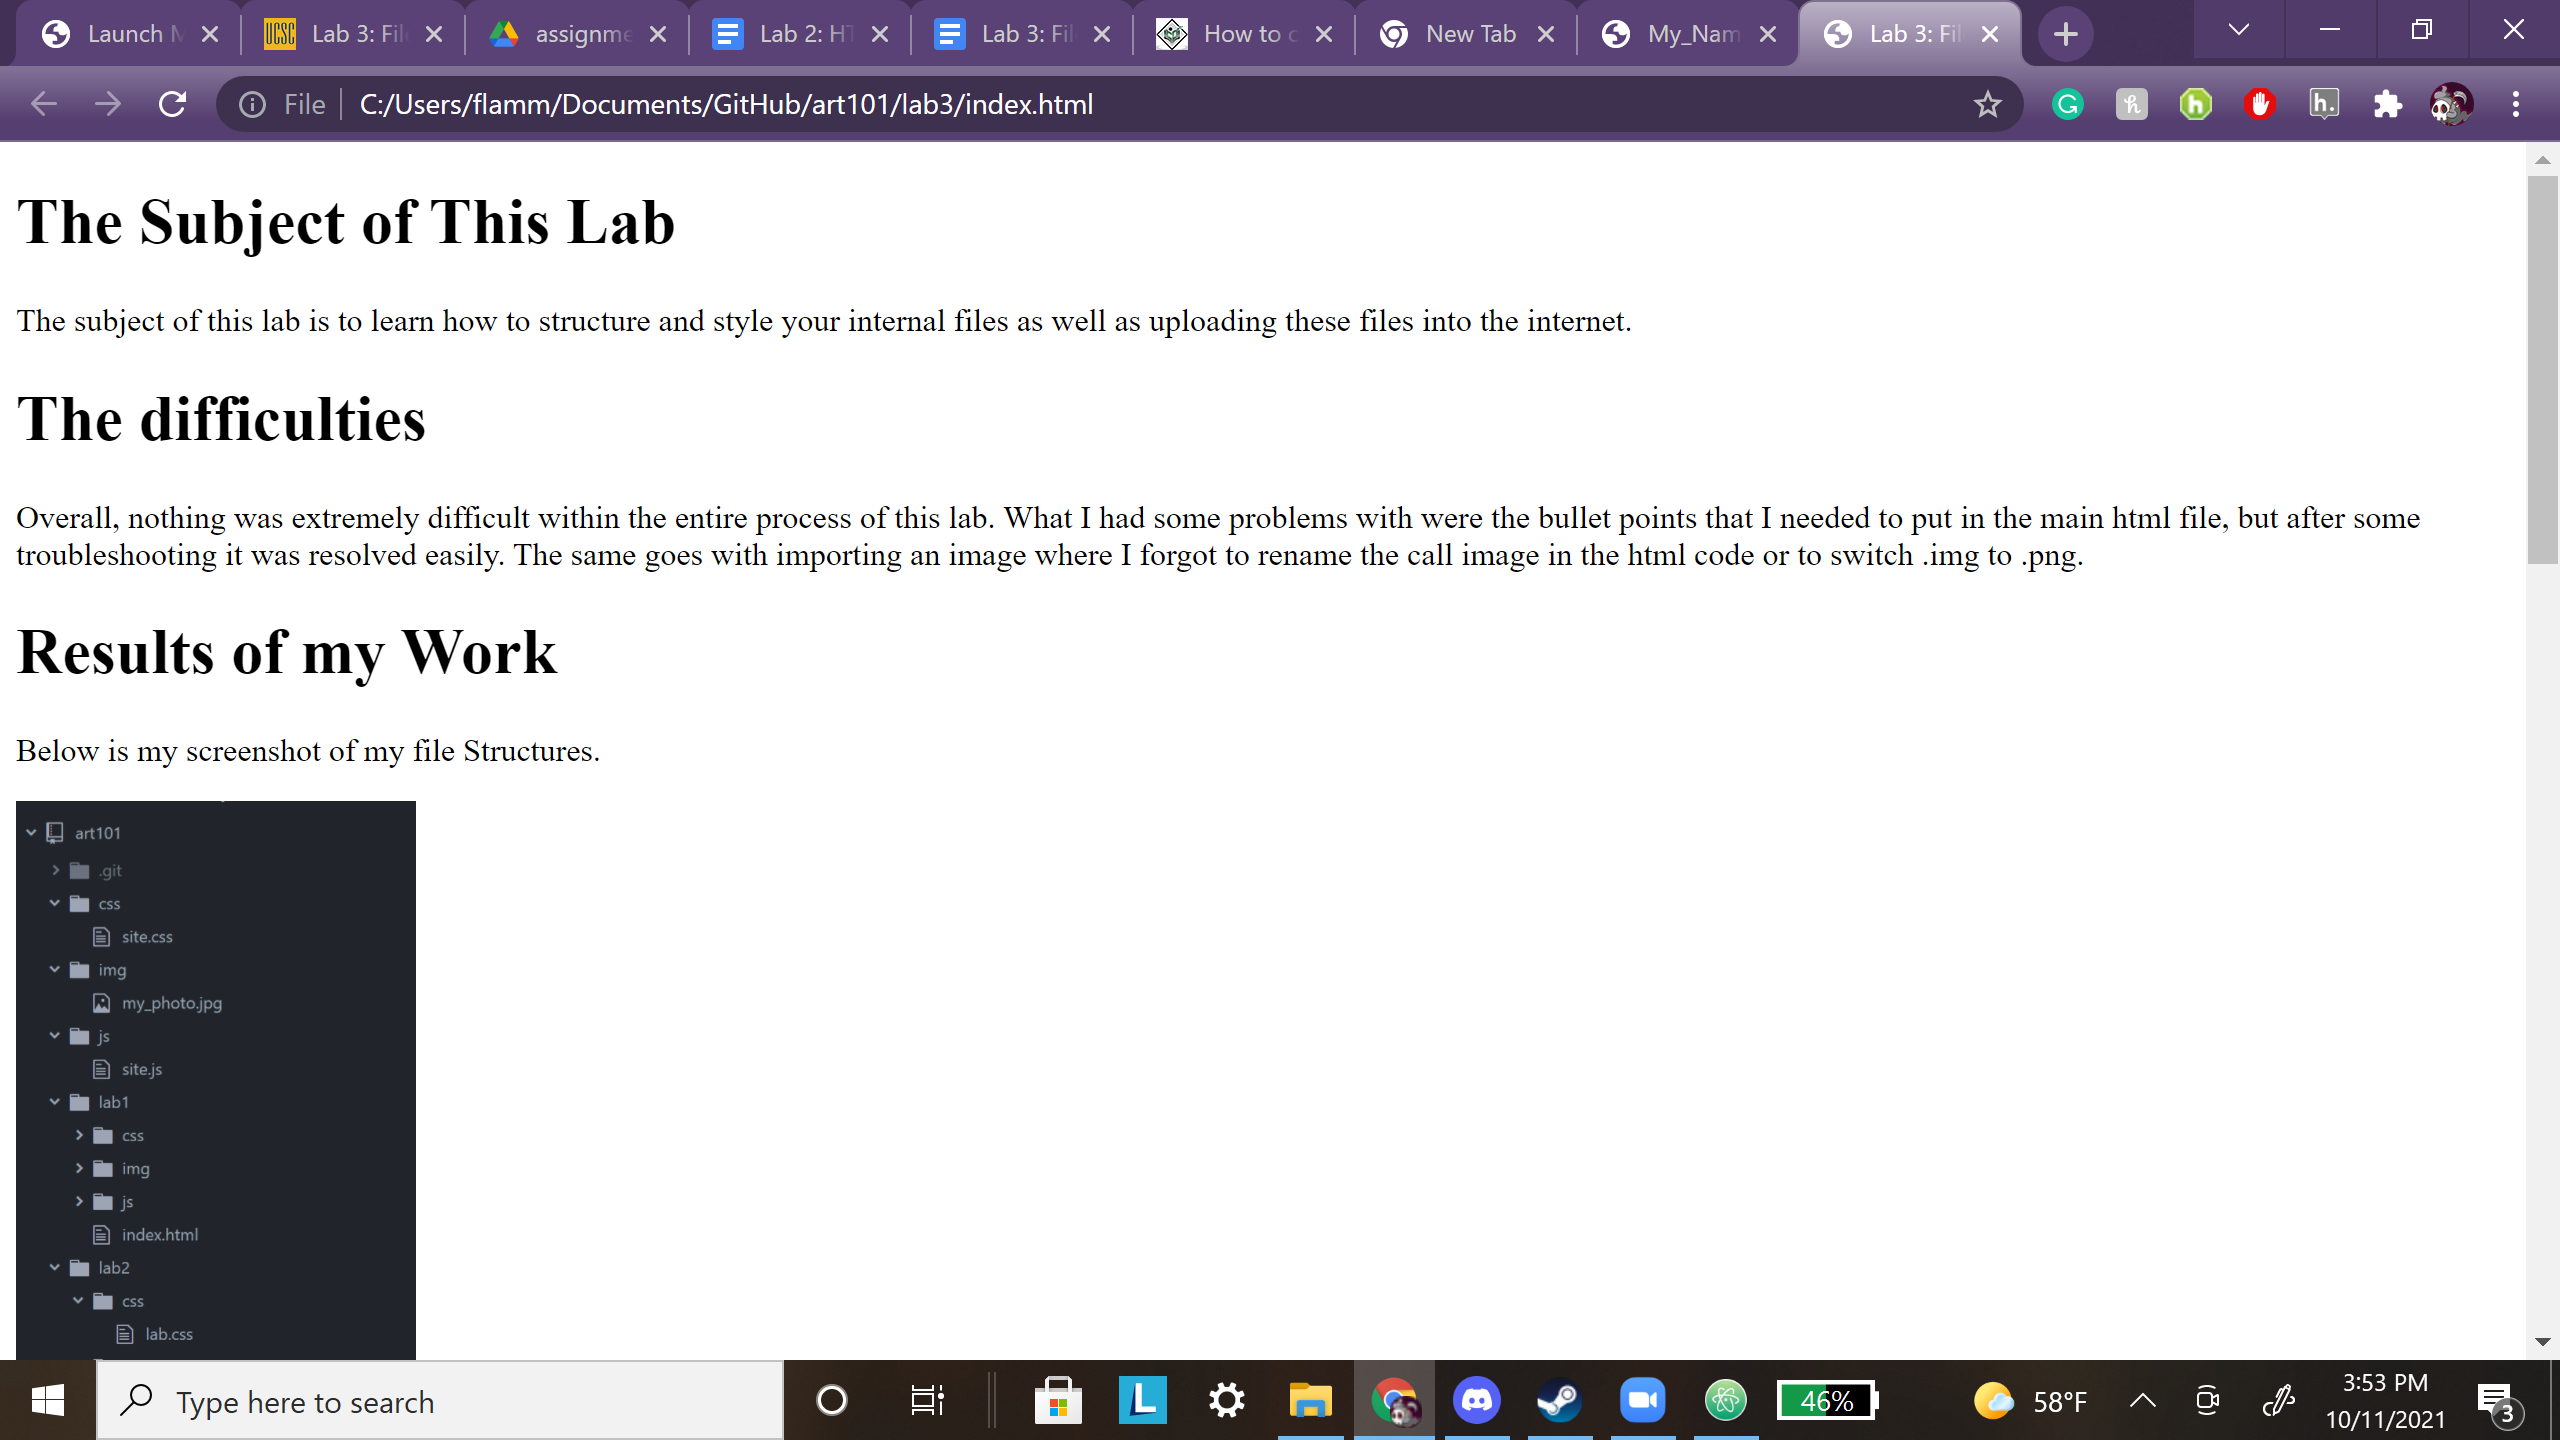 Launch M
Lab 3: Fil
assignme
Lab 2: HT
Lab 3: Fil
How to c
New Tab
My_Nam
Lab 3: Fil
File
C:/Users/flamm/Documents/GitHub/art101/lab3/index.html
The Subject of This Lab
The subject of this lab is to learn how to structure and style your internal files as well as uploading these files into the internet.
The difficulties
Overall, nothing was extremely difficult within the entire process of this lab. What I had some problems with were the bullet points that I needed to put in the main html file, but after some
troubleshooting it was resolved easily. The same goes with importing an image where I forgot to rename the call image in the html code or to switch .img to .png.
Results of my Work
Below is my screenshot of my file Structures.
art101
.git
css
site.css
img
my_photo.jpg
js
site.js
lab1
css
img
js
index.html
lab2
css
lab.css
Type here to search
46%
58°F
3:53 PM
10/11/2021
3